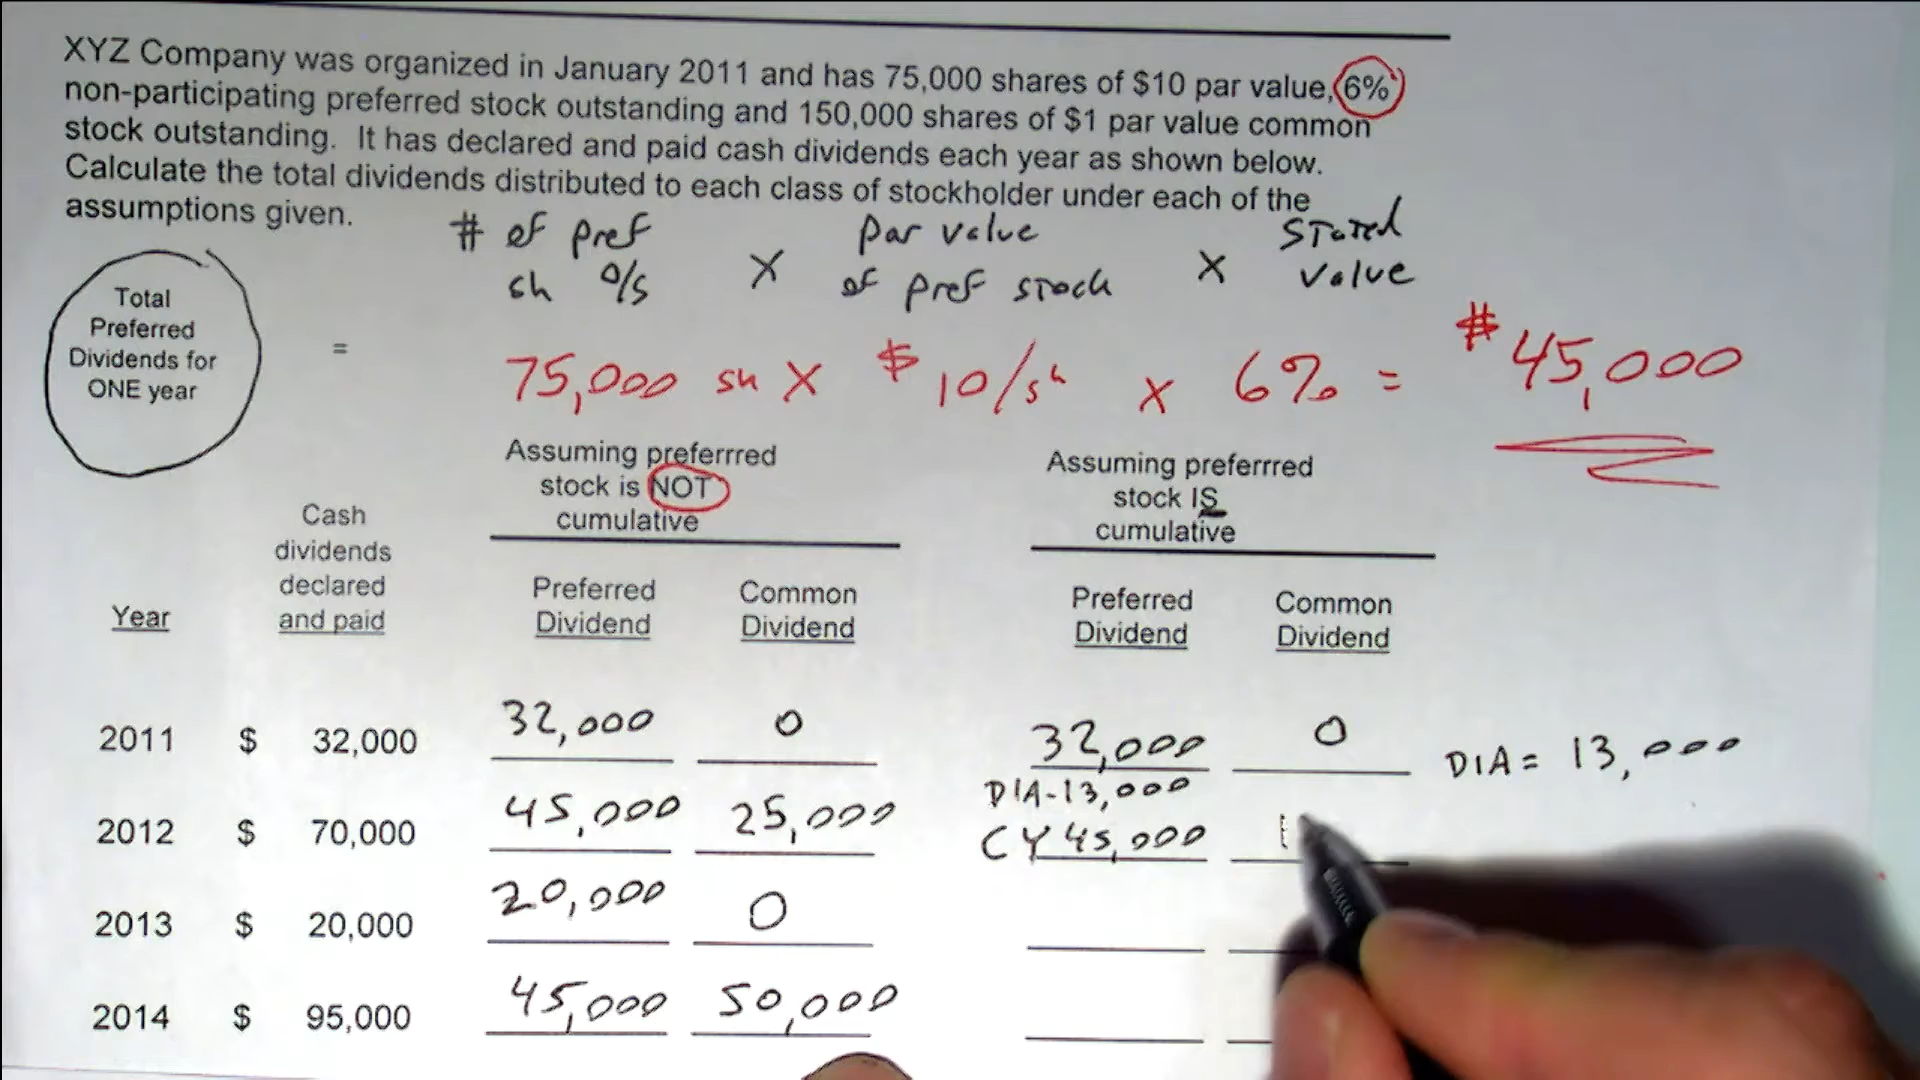 XYZ Company was organized in January 2011 and has 75,000 shares of $10 par value, 6%
non-participating preferred stock outstanding and 150,000 shares of $1 par value common
stock outstanding. It has declared and paid cash dividends each year as shown below.
Calculate the total dividends distributed to each class of stockholder under each of the
assumptions given.
# of pref par value stated
sh o/s X of pref stock X value
Total
Preferred
Dividends for
ONE year
=
75,000 sh X $10/sh X 6% = $45,000
Assuming preferrred
stock is NOT
cumulative
Assuming preferrred
stock IS
cumulative
Cash
dividends
declared
and paid
Year
Preferred
Dividend
Common
Dividend
Preferred
Dividend
Common
Dividend
2011 $ 32,000 32,000 0 32,000 0 DIA = 13,000
DIA-13,000
2012 $ 70,000 45,000 25,000 CY 45,000 1
2013 $ 20,000 20,000 0
2014 $ 95,000 45,000 50,000